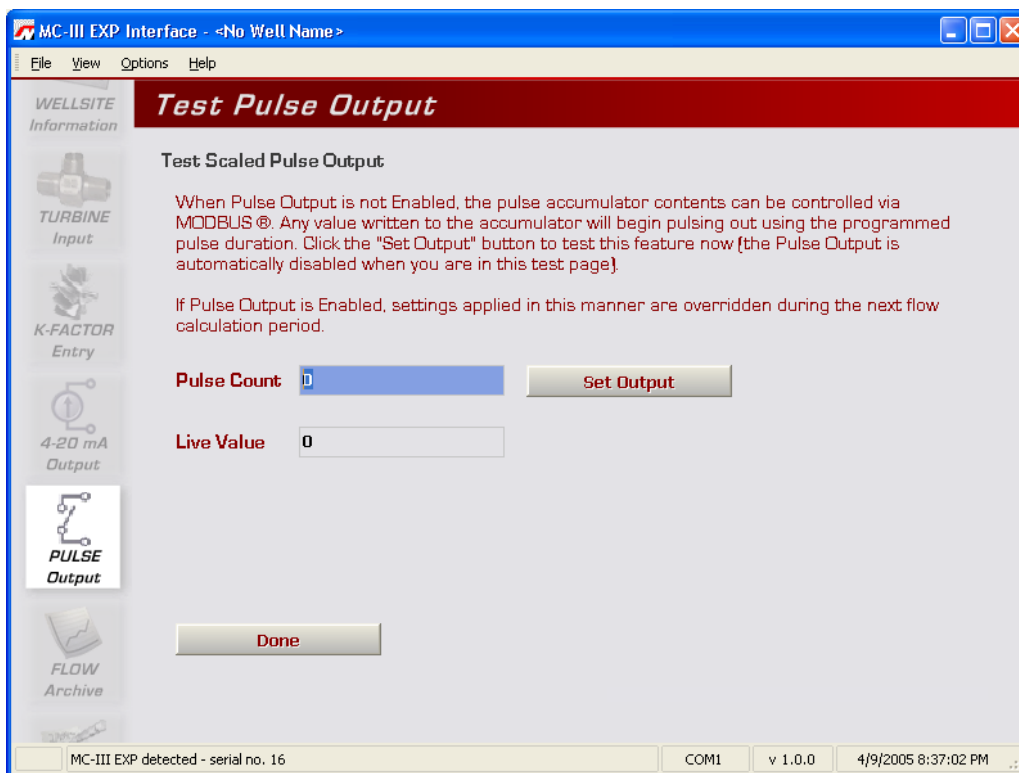 MC-III EXP Interface - <No Well Name>
File View Options Help
WELLSITE
Information
TURBINE
Input
K-FACTOR
Entry
4-20 mA
Output
PULSE
Output
FLOW
Archive
Test Pulse Output
Test Scaled Pulse Output
When Pulse Output is not Enabled, the pulse accumulator contents can be controlled via
MODBUS ®. Any value written to the accumulator will begin pulsing out using the programmed
pulse duration. Click the "Set Output" button to test this feature now (the Pulse Output is
automatically disabled when you are in this test page).
If Pulse Output is Enabled, settings applied in this manner are overridden during the next flow
calculation period.
Pulse Count 0 Set Output
Live Value 0
Done
MC-III EXP detected - serial no. 16 COM1 v 1.0.0 4/9/2005 8:37:02 PM